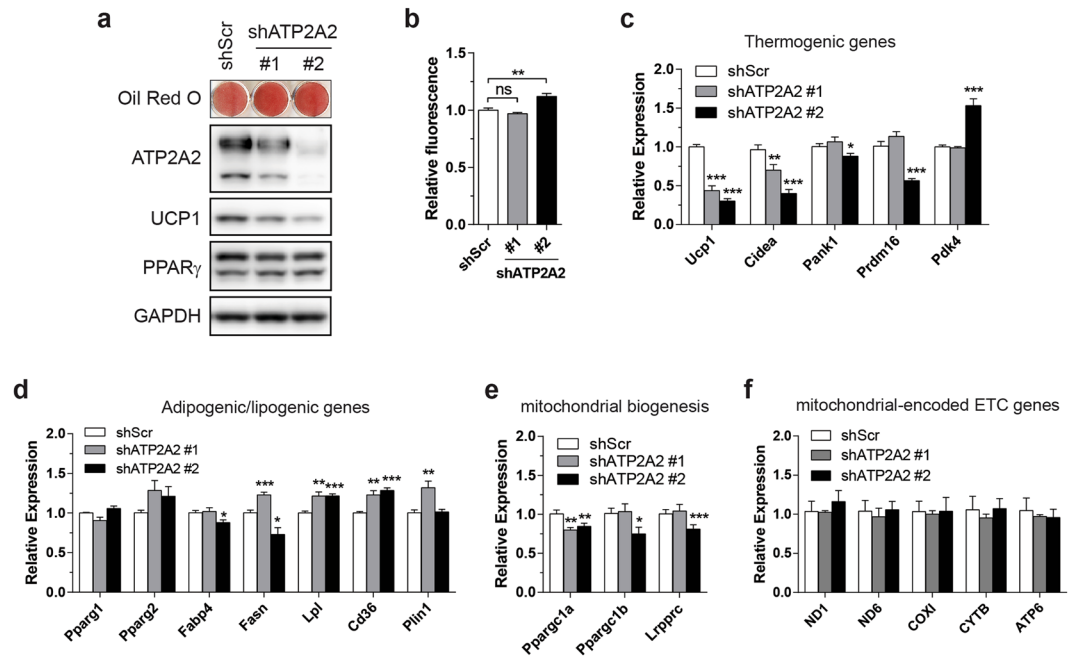 a
shScr
shATP2A2
#1 #2
Oil Red O
ATP2A2
UCP1
PPARγ
GAPDH
b
Relative fluorescence
1.5
1.0
0.5
0.0
**
ns
shScr
#1
#2
shATP2A2
c
Thermogenic genes
Relative Expression
2.0
1.5
1.0
0.5
0.0
shScr
shATP2A2 #1
shATP2A2 #2
*** ***
** ***
*
***
***
Ucp1
Cidea
Pank1
Prdm16
Pdk4
d
Adipogenic/lipogenic genes
Relative Expression
2.0
1.5
1.0
0.5
0.0
shScr
shATP2A2 #1
shATP2A2 #2
*
*** *
** ***
** ***
**
Pparg1
Pparg2
Fabp4
Fasn
Lpl
Cd36
Plin1
e
mitochondrial biogenesis
Relative Expression
2.0
1.5
1.0
0.5
0.0
shScr
shATP2A2 #1
shATP2A2 #2
** **
*
***
Ppargc1a
Ppargc1b
Lrpprc
f
mitochondrial-encoded ETC genes
Relative Expression
2.0
1.5
1.0
0.5
0.0
shScr
shATP2A2 #1
shATP2A2 #2
ND1
ND6
COXI
CYTB
ATP6